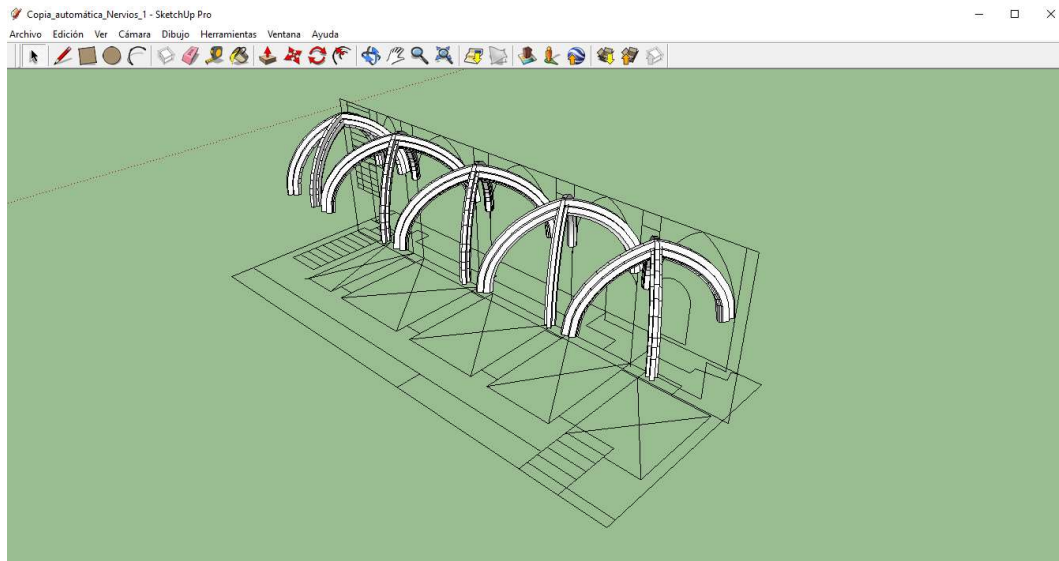 Copia_automática_Nervios_1 - SketchUp Pro
Archivo Edición Ver Cámara Dibujo Herramientas Ventana Ayuda